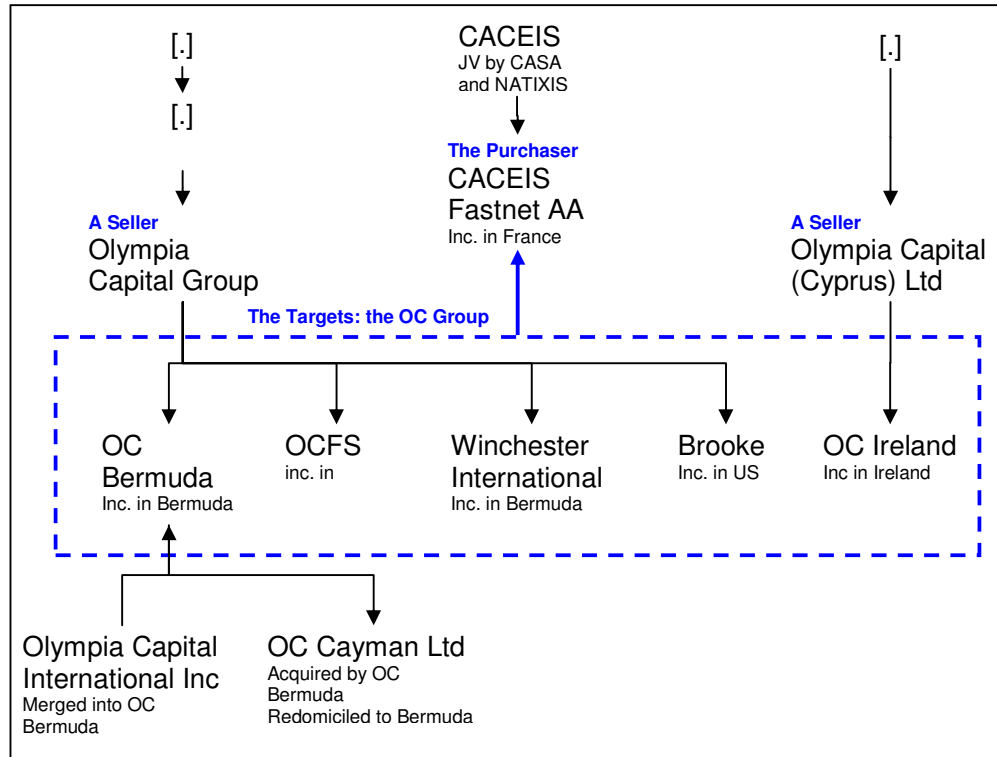 [.]
[.]
CACEIS
JV by CASA
and NATIXIS
[.]
The Purchaser
CACEIS
Fastnet AA
Inc. in France
A Seller
Olympia
Capital Group
A Seller
Olympia Capital
(Cyprus) Ltd
The Targets: the OC Group
OC
Bermuda
Inc. in Bermuda
OCFS
inc. in
Winchester
International
Inc. in Bermuda
Brooke
Inc. in US
OC Ireland
Inc in Ireland
Olympia Capital
International Inc
Merged into OC
Bermuda
OC Cayman Ltd
Acquired by OC
Bermuda
Redomiciled to Bermuda